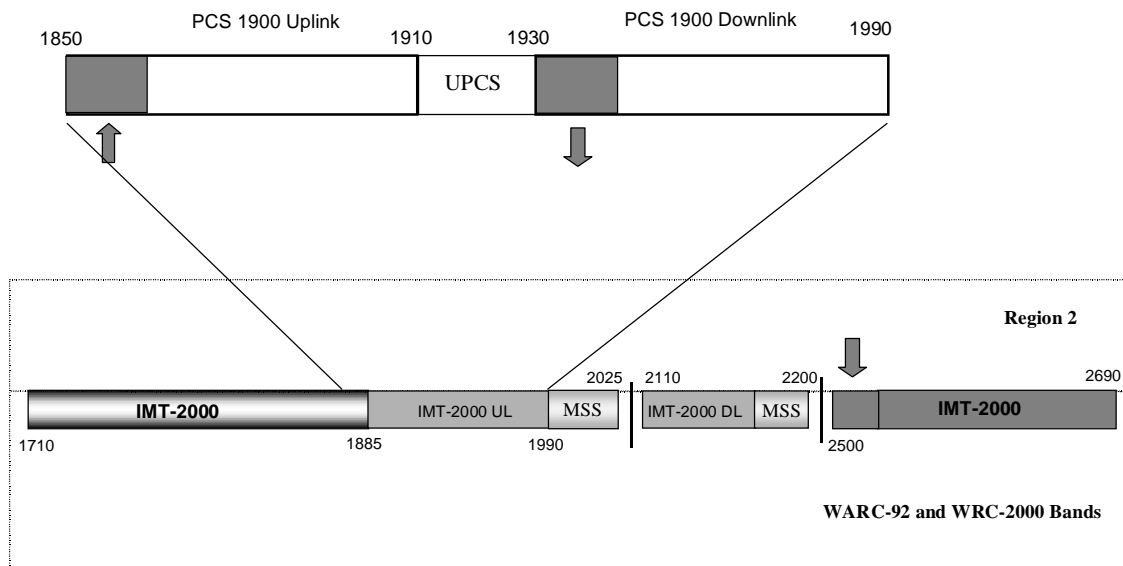 PCS 1900 Uplink
PCS 1900 Downlink
1850
1910
1930
1990
UPCS
Region 2
2025
2110
2200
2690
IMT-2000
IMT-2000 UL
MSS
IMT-2000 DL
MSS
IMT-2000
1710
1885
1990
2500
WARC-92 and WRC-2000 Bands